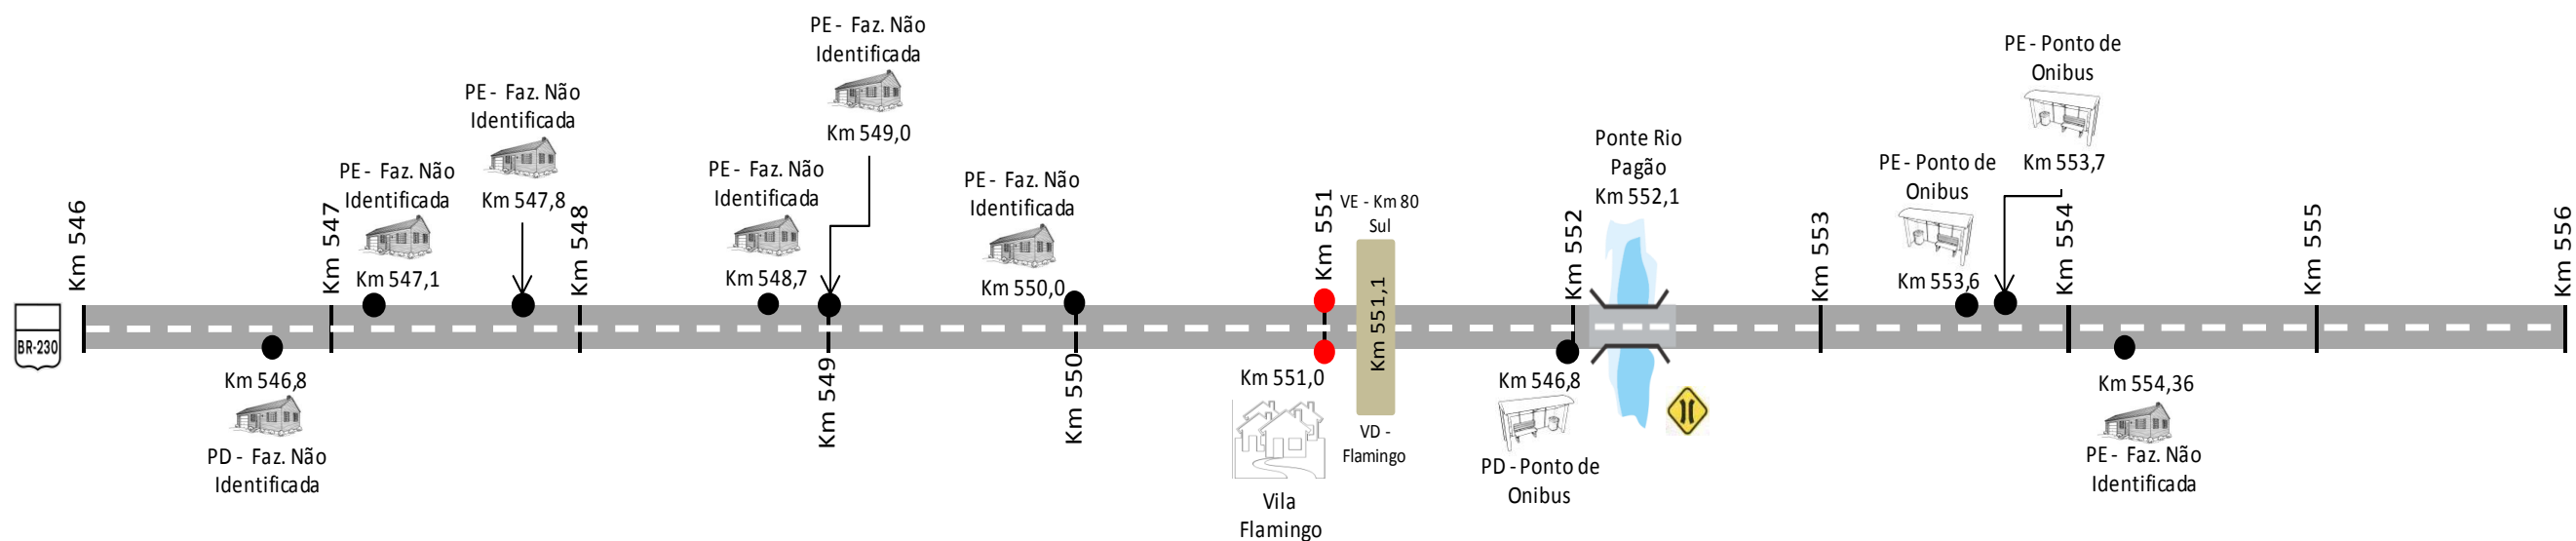 BR-230
Km 546
Km 546,8
PD - Faz. Não
Identificada
Km 547
PE - Faz. Não
Identificada
Km 547,1
PE - Faz. Não
Identificada
Km 547,8
Km 548
PE - Faz. Não
Identificada
Km 548,7
PE - Faz. Não
Identificada
Km 549,0
Km 549
PE - Faz. Não
Identificada
Km 550,0
Km 550
Km 551
Km 551,0
Vila
Flamingo
VE - Km 80
Sul
Km 551,1
VD -
Flamingo
Km 552
Km 546,8
PD - Ponto de
Onibus
Ponte Rio
Pagão
Km 552,1
Km 553
PE - Ponto de
Onibus
Km 553,6
PE - Ponto de
Onibus
Km 553,7
Km 554
Km 554,36
PE - Faz. Não
Identificada
Km 555
Km 556